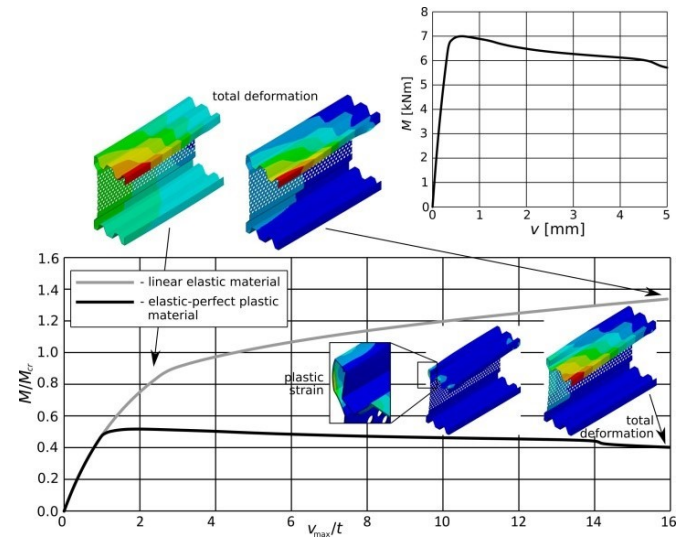 8
7
6
5
4
3
2
1
0
M [kNm]
0 1 2 3 4 5
v [mm]
total deformation
1.6
1.4
1.2
1.0
0.8
0.6
0.4
0.2
0.0
M/Mcr
- linear elastic material
- elastic-perfect plastic
material
plastic
strain
total
deformation
0 2 4 6 8 10 12 14 16
vmax/t